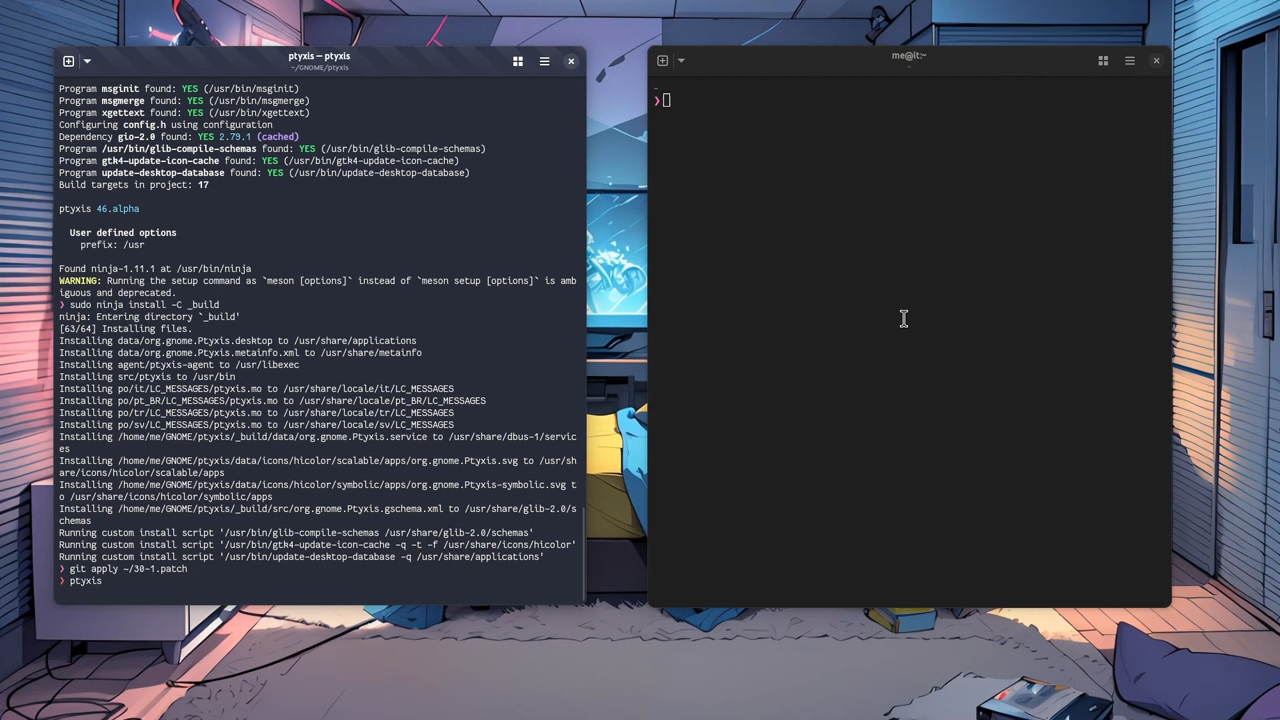 ptyxis — ptyxis
~/GNOME/ptyxis
Program msginit found: YES (/usr/bin/msginit)
Program msgmerge found: YES (/usr/bin/msgmerge)
Program xgettext found: YES (/usr/bin/xgettext)
Configuring config.h using configuration
Dependency gio-2.0 found: YES 2.79.1 (cached)
Program /usr/bin/glib-compile-schemas found: YES (/usr/bin/glib-compile-schemas)
Program gtk4-update-icon-cache found: YES (/usr/bin/gtk4-update-icon-cache)
Program update-desktop-database found: YES (/usr/bin/update-desktop-database)
Build targets in project: 17
ptyxis 46.alpha
User defined options
prefix: /usr
Found ninja-1.11.1 at /usr/bin/ninja
WARNING: Running the setup command as `meson [options]` instead of `meson setup [options]` is amb
iguous and deprecated.
❯ sudo ninja install -C _build
ninja: Entering directory `_build'
[63/64] Installing files.
Installing data/org.gnome.Ptyxis.desktop to /usr/share/applications
Installing data/org.gnome.Ptyxis.metainfo.xml to /usr/share/metainfo
Installing agent/ptyxis-agent to /usr/libexec
Installing src/ptyxis to /usr/bin
Installing po/it/LC_MESSAGES/ptyxis.mo to /usr/share/locale/it/LC_MESSAGES
Installing po/pt_BR/LC_MESSAGES/ptyxis.mo to /usr/share/locale/pt_BR/LC_MESSAGES
Installing po/tr/LC_MESSAGES/ptyxis.mo to /usr/share/locale/tr/LC_MESSAGES
Installing po/sv/LC_MESSAGES/ptyxis.mo to /usr/share/locale/sv/LC_MESSAGES
Installing /home/me/GNOME/ptyxis/_build/data/org.gnome.Ptyxis.service to /usr/share/dbus-1/servic
es
Installing /home/me/GNOME/ptyxis/data/icons/hicolor/scalable/apps/org.gnome.Ptyxis.svg to /usr/sh
are/icons/hicolor/scalable/apps
Installing /home/me/GNOME/ptyxis/data/icons/hicolor/symbolic/apps/org.gnome.Ptyxis-symbolic.svg t
o /usr/share/icons/hicolor/symbolic/apps
Installing /home/me/GNOME/ptyxis/_build/src/org.gnome.Ptyxis.gschema.xml to /usr/share/glib-2.0/s
chemas
Running custom install script '/usr/bin/glib-compile-schemas /usr/share/glib-2.0/schemas'
Running custom install script '/usr/bin/gtk4-update-icon-cache -q -t -f /usr/share/icons/hicolor'
Running custom install script '/usr/bin/update-desktop-database -q /usr/share/applications'
❯ git apply ~/30-1.patch
❯ ptyxis
me@it:~
~
~
❯